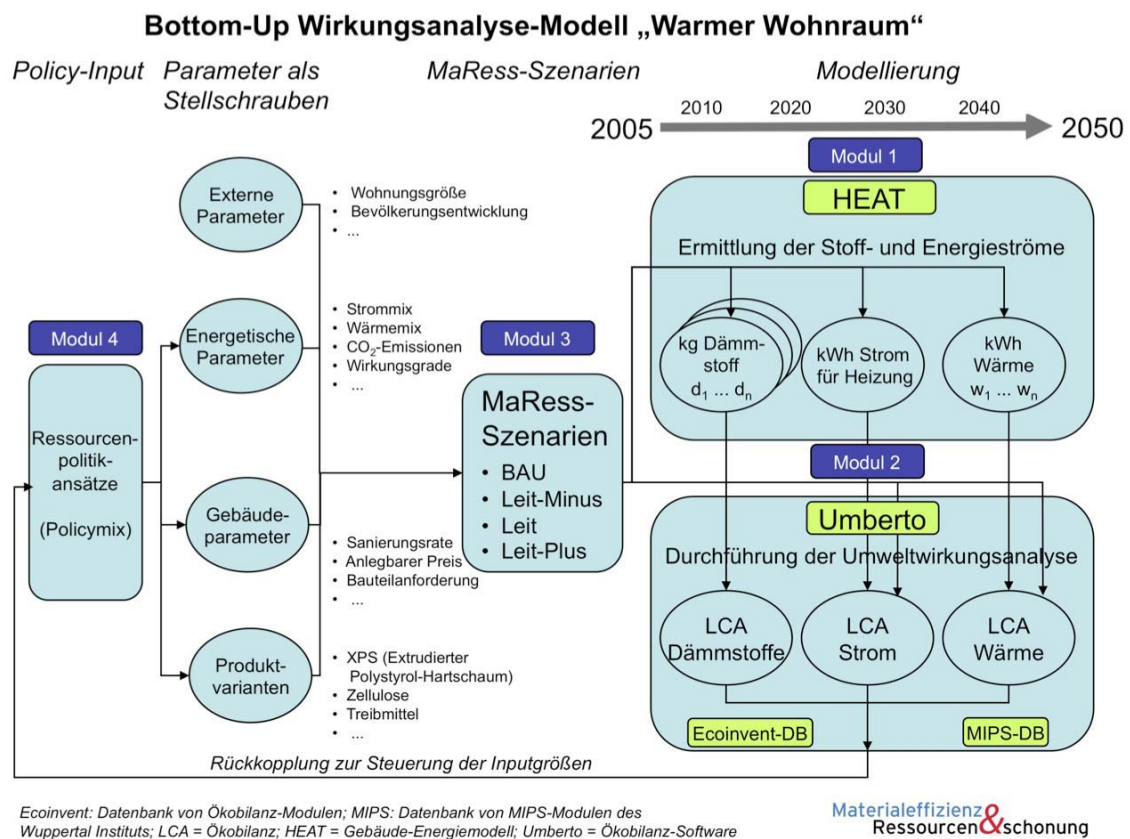 Bottom-Up Wirkungsanalyse-Modell „Warmer Wohnraum“
Policy-Input
Parameter als
Stellschrauben
MaRess-Szenarien
Modellierung
2005
2010
2020
2030
2040
2050
Modul 4
Ressourcen-
politik-
ansätze
(Policymix)
Externe
Parameter
• Wohnungsgröße
• Bevölkerungsentwicklung
• ...
Energetische
Parameter
• Strommix
• Wärmemix
• CO₂-Emissionen
• Wirkungsgrade
• ...
Gebäude-
parameter
• Sanierungsrate
• Anlegbarer Preis
• Bauteilanforderung
• ...
Produkt-
varianten
• XPS (Extrudierter
Polystyrol-Hartschaum)
• Zellulose
• Treibmittel
• ...
Modul 3
MaRess-
Szenarien
• BAU
• Leit-Minus
• Leit
• Leit-Plus
Modul 1
HEAT
Ermittlung der Stoff- und Energieströme
kg Dämm-
stoff
d₁ ... dₙ
kWh Strom
für Heizung
kWh
Wärme
w₁ ... wₙ
Modul 2
Umberto
Durchführung der Umweltwirkungsanalyse
LCA
Dämmstoffe
LCA
Strom
LCA
Wärme
Ecoinvent-DB
MIPS-DB
Rückkopplung zur Steuerung der Inputgrößen
Ecoinvent: Datenbank von Ökobilanz-Modulen; MIPS: Datenbank von MIPS-Modulen des
Wuppertal Instituts; LCA = Ökobilanz; HEAT = Gebäude-Energiemodell; Umberto = Ökobilanz-Software
Materialeffizienz
&
Ressourcen schonung